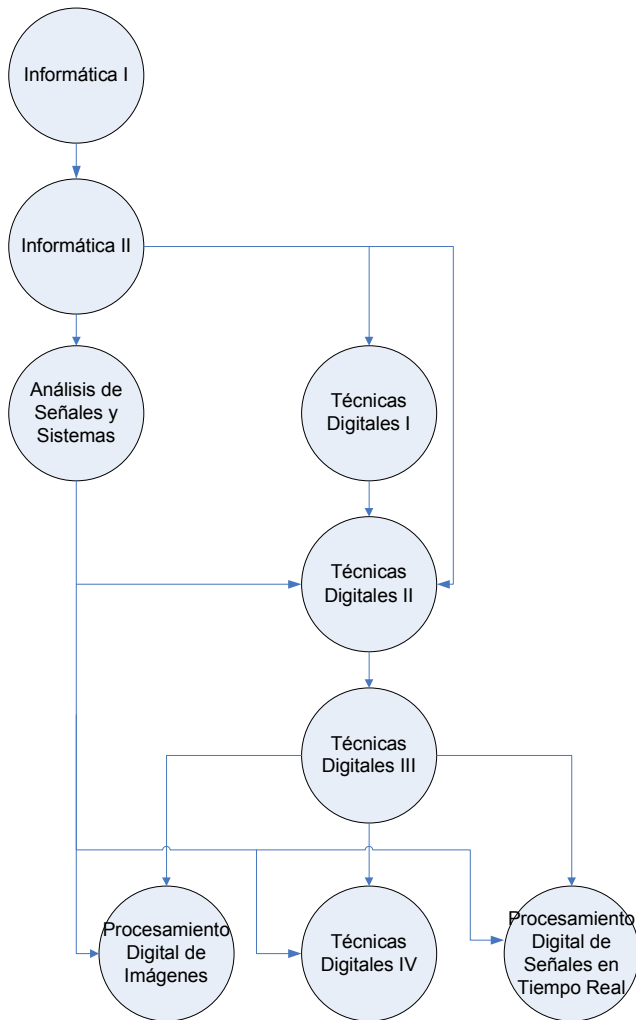 Informática I
Informática II
Análisis de
Señales y
Sistemas
Técnicas
Digitales I
Técnicas
Digitales II
Técnicas
Digitales III
Procesamiento
Digital de
Imágenes
Técnicas
Digitales IV
Procesamiento
Digital de
Señales en
Tiempo Real